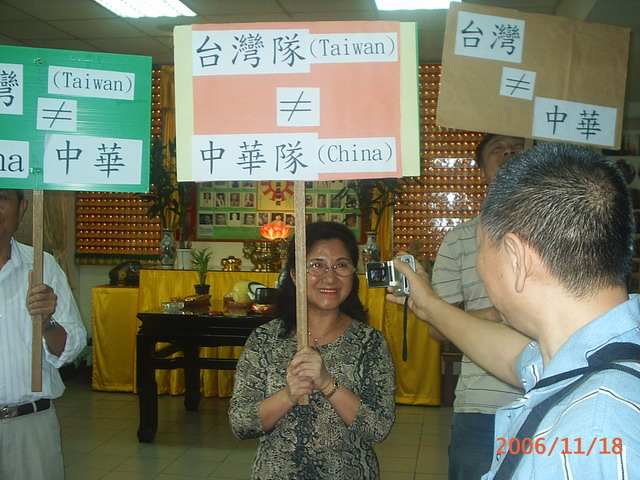 灣
(Taiwan)
≠
na
中華
台灣隊(Taiwan)
≠
中華隊(China)
台灣
≠
中華
2006/11/18